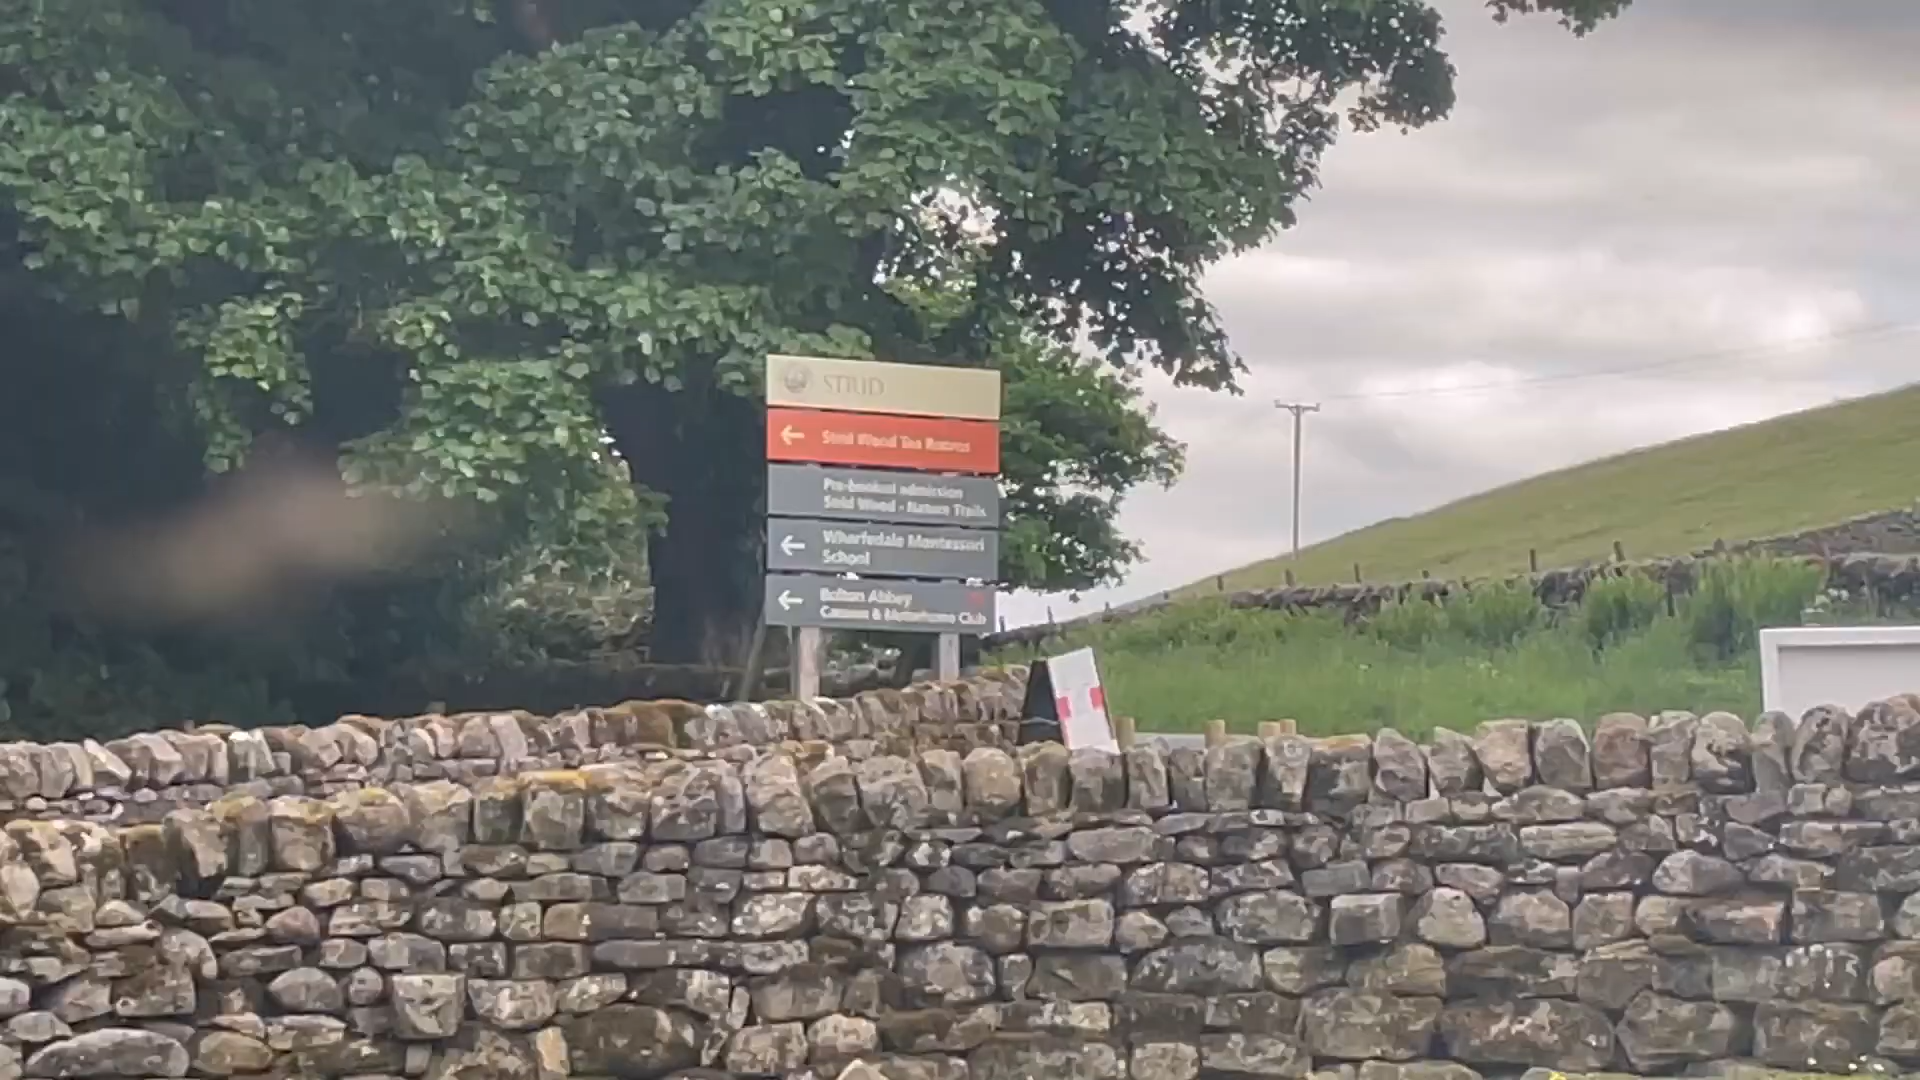 STRID
Strid Wood Tea Rooms
Pre-booked admission
Strid Wood - Nature Trails
Wharfedale Montessori
School
Bolton Abbey
Caravan & Motorhome Club